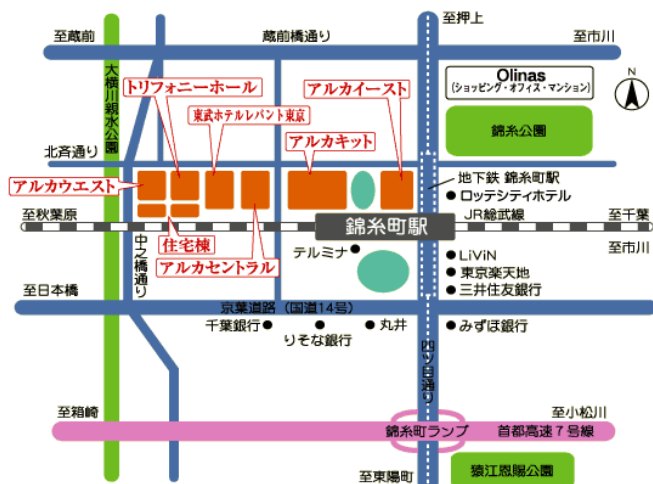 至押上
至蔵前
蔵前橋通り
至市川
大横川親水公園
Olinas
(ショッピング・オフィス・マンション)
N
トリフォニーホール
アルカイースト
東武ホテルレバント東京
アルカキット
錦糸公園
北斎通り
地下鉄 錦糸町駅
アルカウエスト
ロッテシティホテル
至秋葉原
錦糸町駅
JR総武線
至千葉
住宅棟
アルカセントラル
中之橋通り
テルミナ
至市川
LiViN
東京楽天地
三井住友銀行
至日本橋
京葉道路(国道14号)
千葉銀行
りそな銀行
丸井
みずほ銀行
四ツ目通り
至箱崎
至小松川
錦糸町ランプ
首都高速7号線
至東陽町
猿江恩賜公園